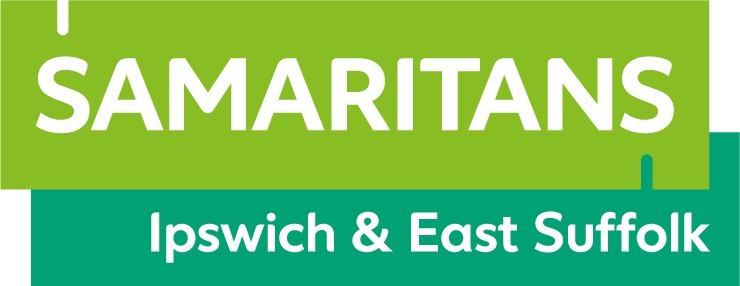 SAMARITANS
Ipswich & East Suffolk